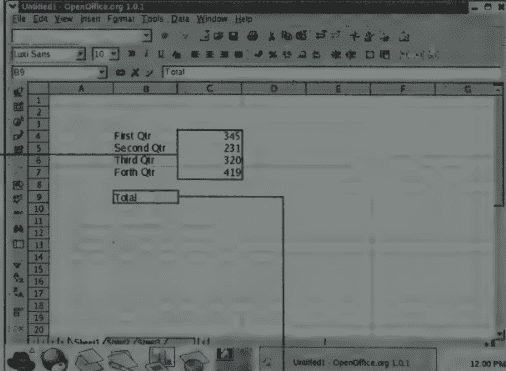 Untitled1 - OpenOffice.org 1.0.1
File Edit View Insert Format Tools Data Window Help
Luxi Sans 10 B i U A
B9 Total
A B C D E F G
1
2
3
4 First Qtr 345
5 Second Qtr 231
6 Third Qtr 320
7 Forth Qtr 419
8
9 Total
10
11
12
13
14
15
16
17
18
19
20
Sheet1 Sheet2 Sheet3
Untitled1 - OpenOffice.org 1.0.1 12:00 PM